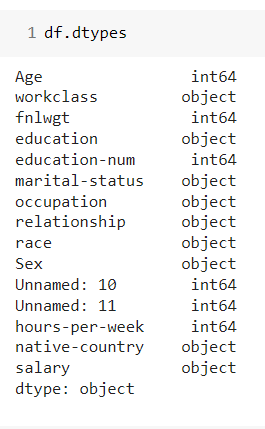 1 df.dtypes
Age int64
workclass object
fnlwgt int64
education object
education-num int64
marital-status object
occupation object
relationship object
race object
Sex object
Unnamed: 10 int64
Unnamed: 11 int64
hours-per-week int64
native-country object
salary object
dtype: object